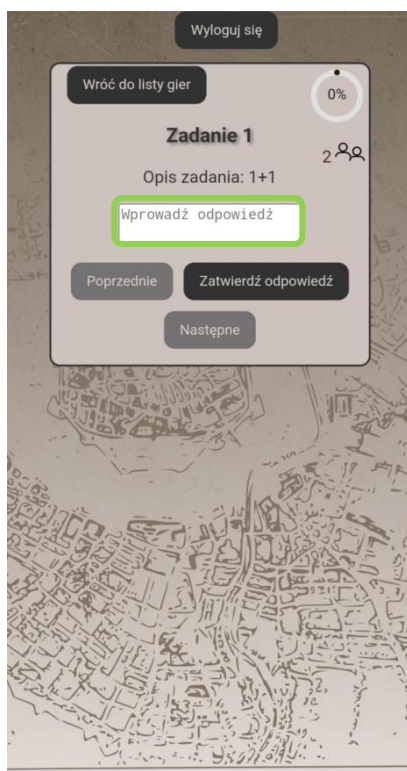 Wyloguj się
Wróć do listy gier
0%
Zadanie 1
2
Opis zadania: 1+1
Wprowadź odpowiedź
Poprzednie
Zatwierdź odpowiedź
Następne